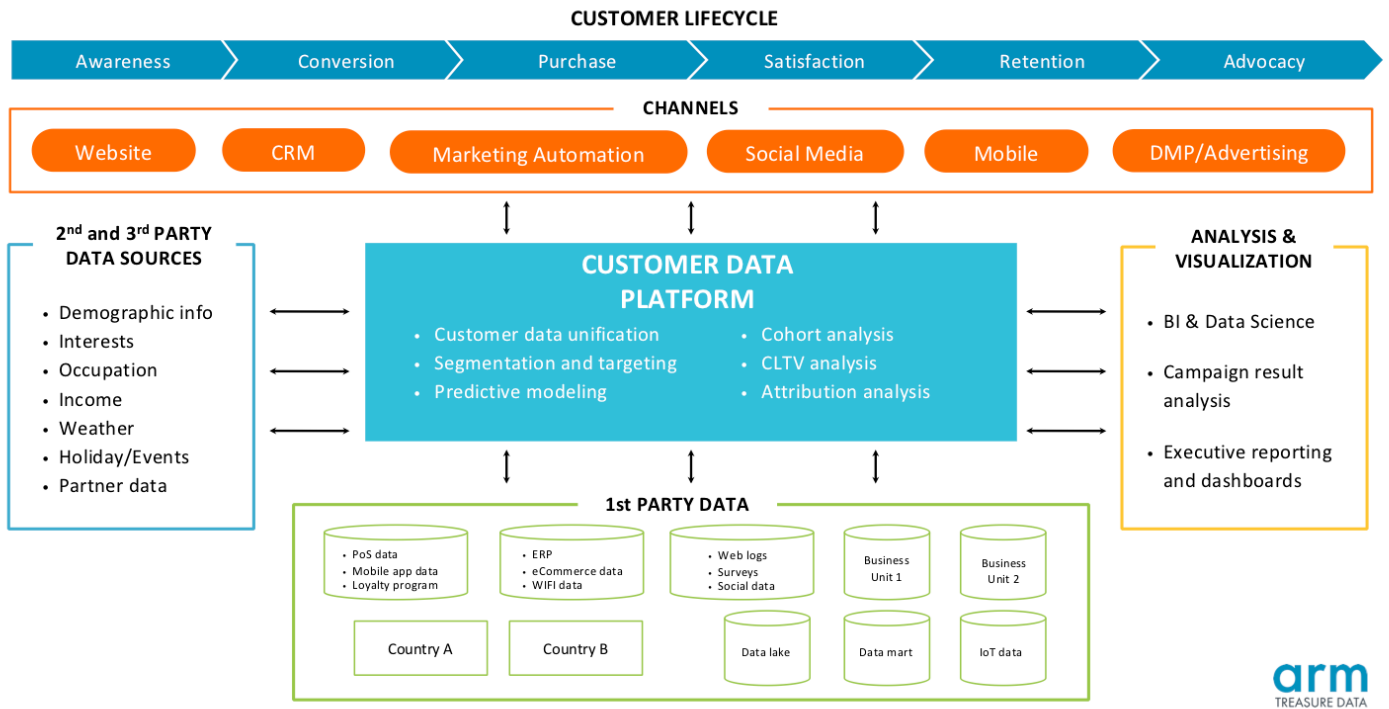 CUSTOMER LIFECYCLE
Awareness
Conversion
Purchase
Satisfaction
Retention
Advocacy
CHANNELS
Website
CRM
Marketing Automation
Social Media
Mobile
DMP/Advertising
2nd and 3rd PARTY
DATA SOURCES
• Demographic info
• Interests
• Occupation
• Income
• Weather
• Holiday/Events
• Partner data
CUSTOMER DATA
PLATFORM
• Customer data unification
• Segmentation and targeting
• Predictive modeling
• Cohort analysis
• CLTV analysis
• Attribution analysis
ANALYSIS &
VISUALIZATION
• BI & Data Science
• Campaign result
analysis
• Executive reporting
and dashboards
1st PARTY DATA
• PoS data
• Mobile app data
• Loyalty program
• ERP
• eCommerce data
• WIFI data
• Web logs
• Surveys
• Social data
Business
Unit 1
Business
Unit 2
Country A
Country B
Data lake
Data mart
IoT data
arm
TREASURE DATA